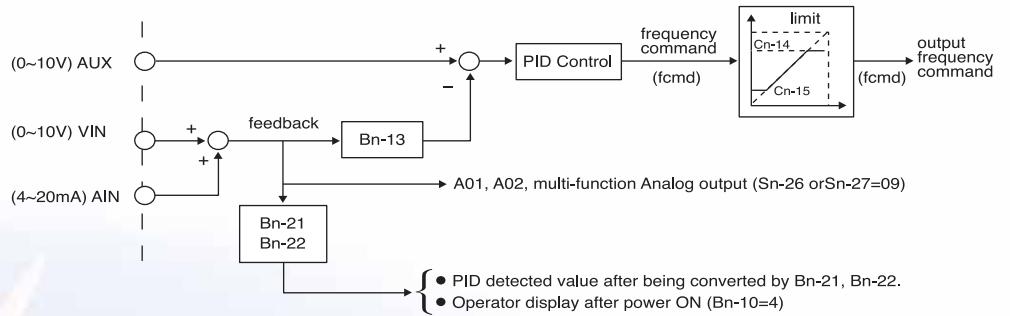 limit
Cn-14
Cn-15
frequency
command
(fcmd)
(fcmd)
output
frequency
command
(0~10V) AUX
+
−
PID Control
(0~10V) VIN
+
+
feedback
Bn-13
(4~20mA) AIN
A01, A02, multi-function Analog output (Sn-26 orSn-27=09)
Bn-21
Bn-22
● PID detected value after being converted by Bn-21, Bn-22.
● Operator display after power ON (Bn-10=4)